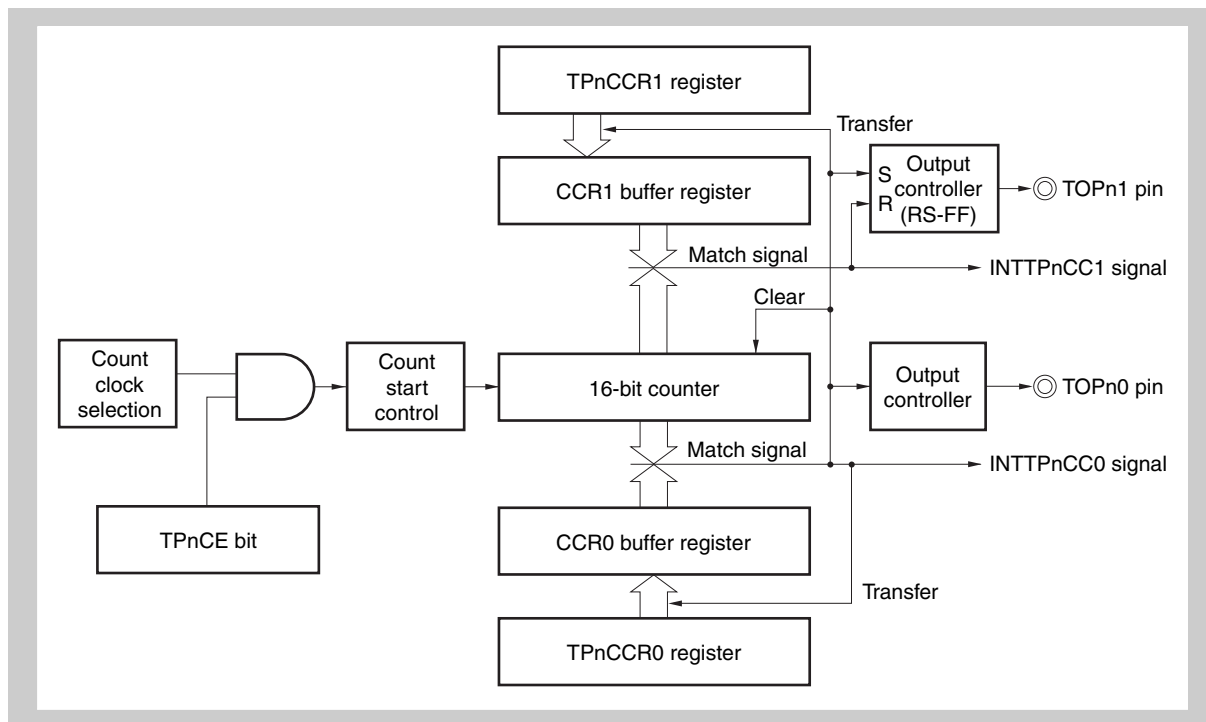 TPnCCR1 register
Transfer
CCR1 buffer register
S
R
Output
controller
(RS-FF)
TOPn1 pin
Match signal
INTTPnCC1 signal
Clear
Count
clock
selection
Count
start
control
16-bit counter
Output
controller
TOPn0 pin
Match signal
INTTPnCC0 signal
TPnCE bit
CCR0 buffer register
Transfer
TPnCCR0 register